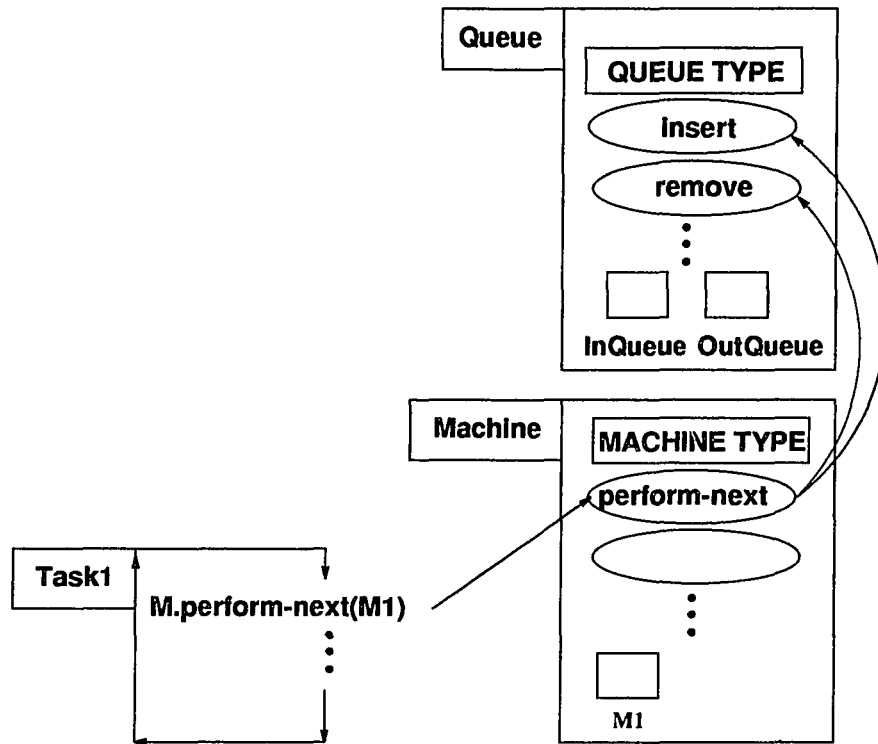 Queue
QUEUE TYPE
insert
remove
InQueue OutQueue
Machine
MACHINE TYPE
perform-next
Task1
M.perform-next(M1)
M1